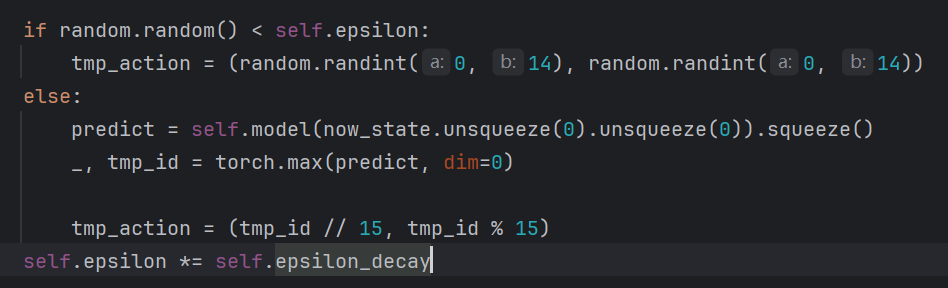 if random.random() < self.epsilon:
tmp_action = (random.randint(a: 0, b: 14), random.randint(a: 0, b: 14))
else:
predict = self.model(now_state.unsqueeze(0).unsqueeze(0)).squeeze()
_, tmp_id = torch.max(predict, dim=0)
tmp_action = (tmp_id // 15, tmp_id % 15)
self.epsilon *= self.epsilon_decay